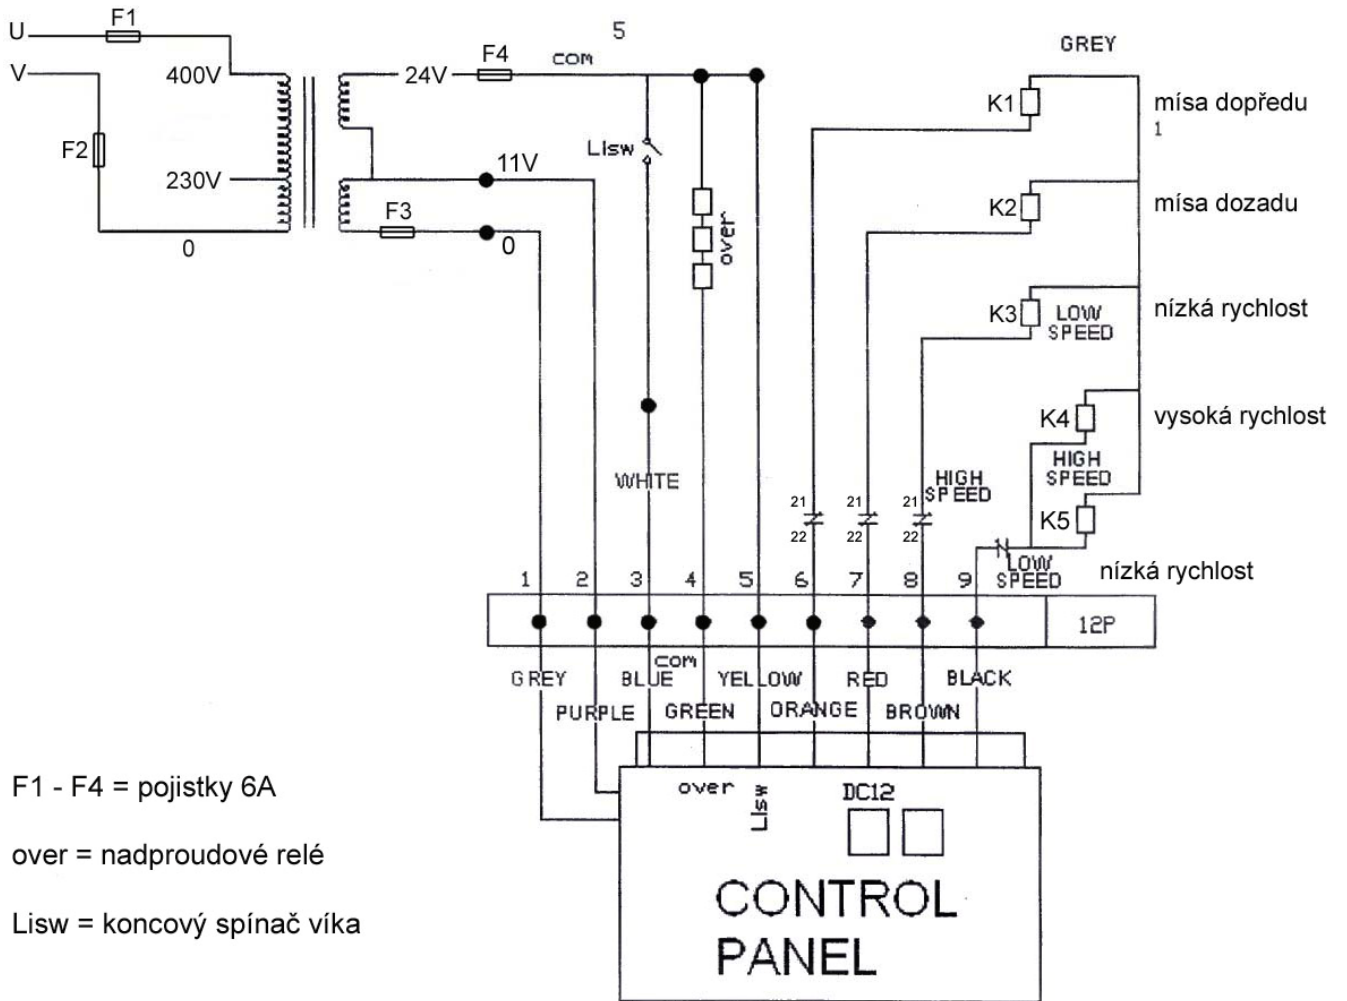 U
F1
V
F2
400V
230V
0
24V
F4
COM
5
11V
F3
0
Lisw
over
WHITE
GREY
K1
mísa dopředu
1
K2
mísa dozadu
K3
LOW
SPEED
nízká rychlost
K4
HIGH
SPEED
vysoká rychlost
K5
LOW
SPEED
nízká rychlost
21
22
21
22
21
22
HIGH
SPEED
1 2 3 4 5 6 7 8 9
12P
COM
GREY BLUE YELLOW RED BLACK
PURPLE GREEN ORANGE BROWN
over
Lisw
DC12
CONTROL
PANEL
F1 - F4 = pojistky 6A
over = nadproudové relé
Lisw = koncový spínač víka